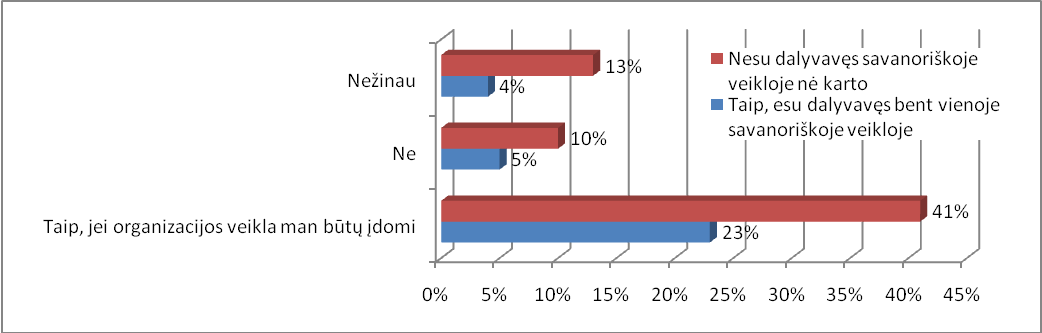 Nežinau
13%
4%
Nesu dalyvavęs savanoriškoje
veikloje nė karto
Taip, esu dalyvavęs bent vienoje
savanoriškoje veikloje
Ne
10%
5%
Taip, jei organizacijos veikla man būtų įdomi
41%
23%
0% 5% 10% 15% 20% 25% 30% 35% 40% 45%